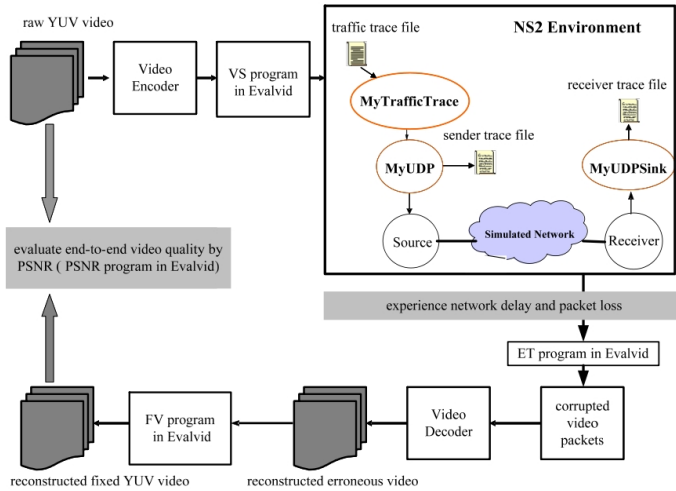 raw YUV video
Video
Encoder
VS program
in Evalvid
NS2 Environment
traffic trace file
MyTrafficTrace
receiver trace file
sender trace file
MyUDP
MyUDPSink
Source
Simulated Network
Receiver
evaluate end-to-end video quality by
PSNR ( PSNR program in Evalvid)
experience network delay and packet loss
ET program in Evalvid
corrupted
video
packets
Video
Decoder
FV program
in Evalvid
reconstructed fixed YUV video
reconstructed erroneous video